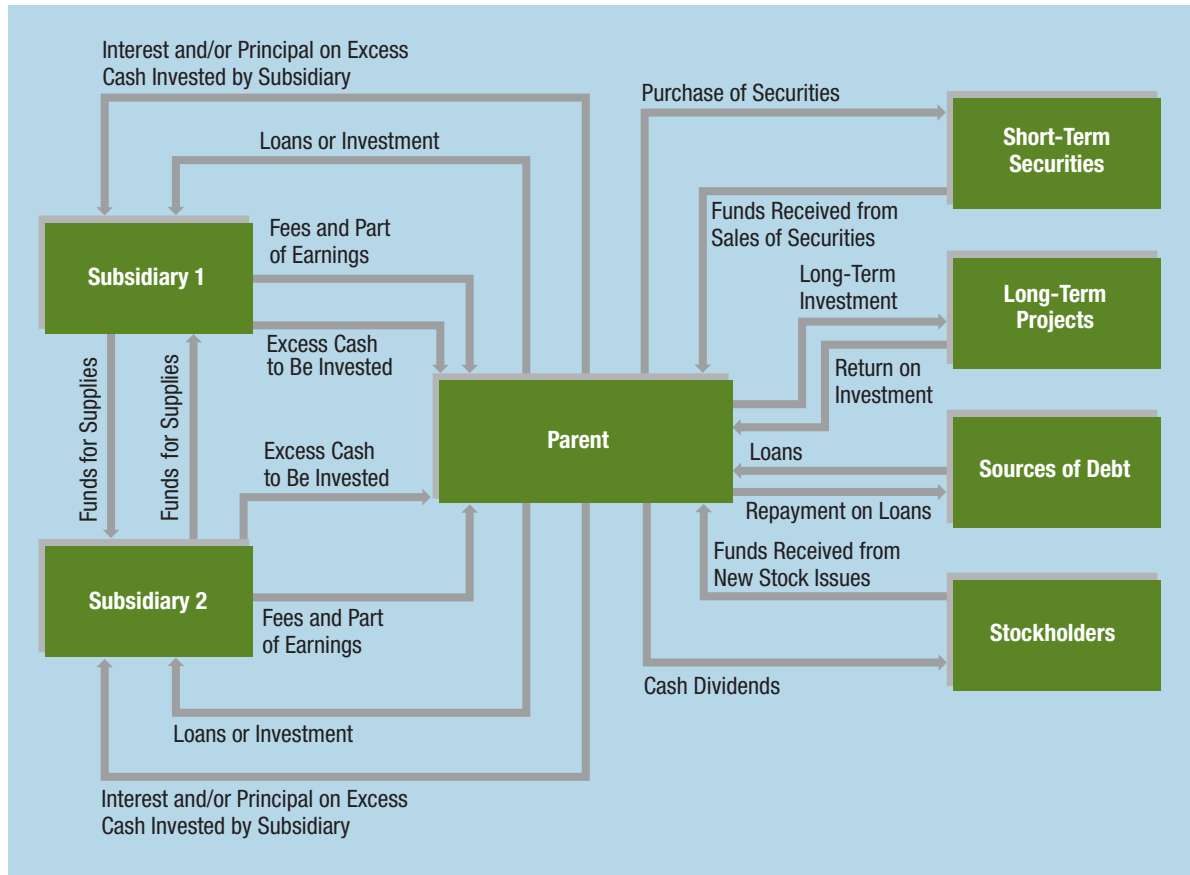 Interest and/or Principal on Excess
Cash Invested by Subsidiary
Loans or Investment
Fees and Part
of Earnings
Subsidiary 1
Excess Cash
to Be Invested
Funds for Supplies
Funds for Supplies
Excess Cash
to Be Invested
Subsidiary 2
Fees and Part
of Earnings
Loans or Investment
Interest and/or Principal on Excess
Cash Invested by Subsidiary
Parent
Purchase of Securities
Short-Term
Securities
Funds Received from
Sales of Securities
Long-Term
Investment
Long-Term
Projects
Return on
Investment
Loans
Sources of Debt
Repayment on Loans
Funds Received from
New Stock Issues
Stockholders
Cash Dividends